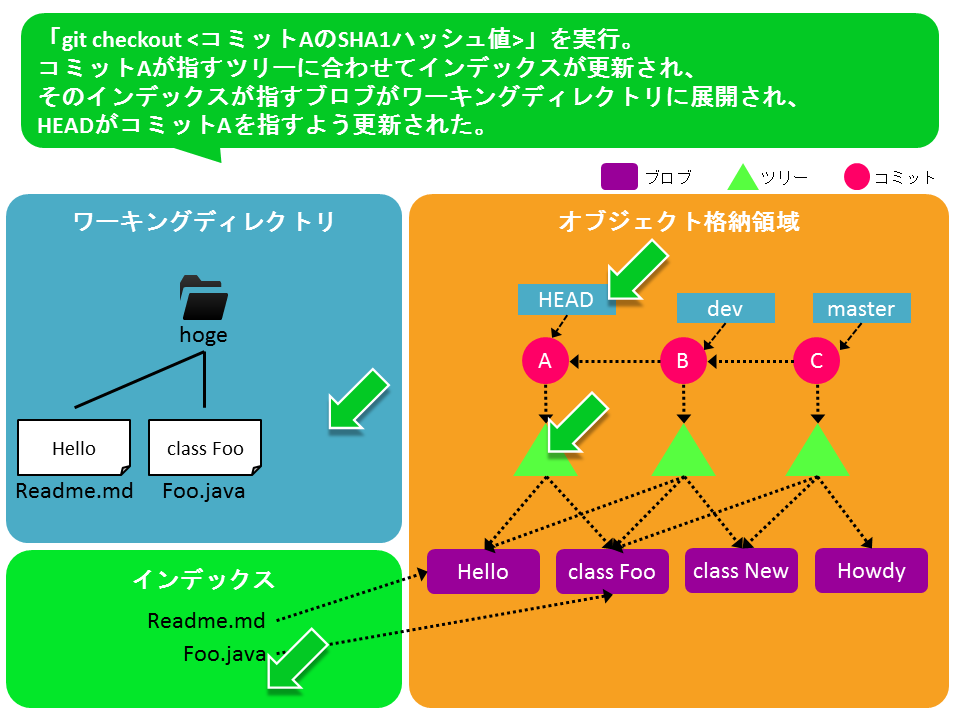 「git checkout <コミットAのSHA1ハッシュ値>」を実行。
コミットAが指すツリーに合わせてインデックスが更新され、
そのインデックスが指すブロブがワーキングディレクトリに展開され、
HEADがコミットAを指すよう更新された。
ブロブ ツリー コミット
ワーキングディレクトリ
hoge
Hello class Foo
Readme.md Foo.java
オブジェクト格納領域
HEAD dev master
A B C
Hello class Foo class New Howdy
インデックス
Readme.md
Foo.java